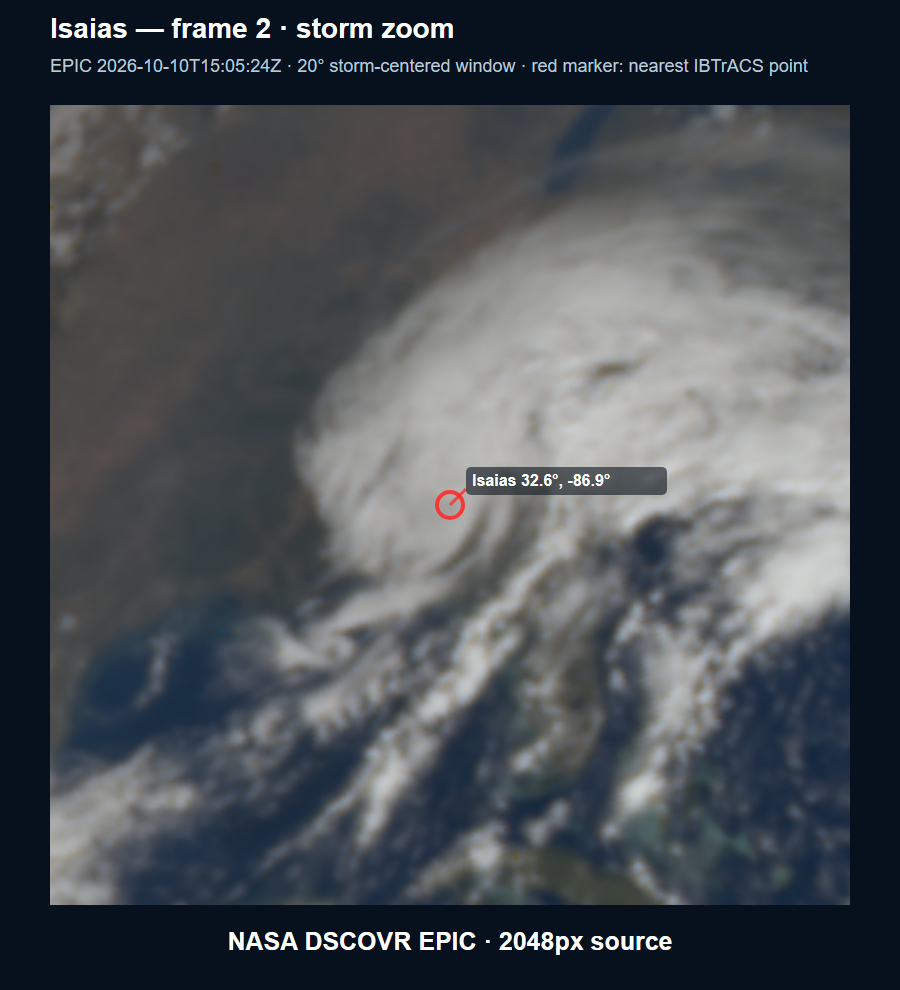 Isaias — frame 2 · storm zoom
EPIC 2026-10-10T15:05:24Z · 20° storm-centered window · red marker: nearest IBTrACS point
Isaias 32.6°, -86.9°
NASA DSCOVR EPIC · 2048px source